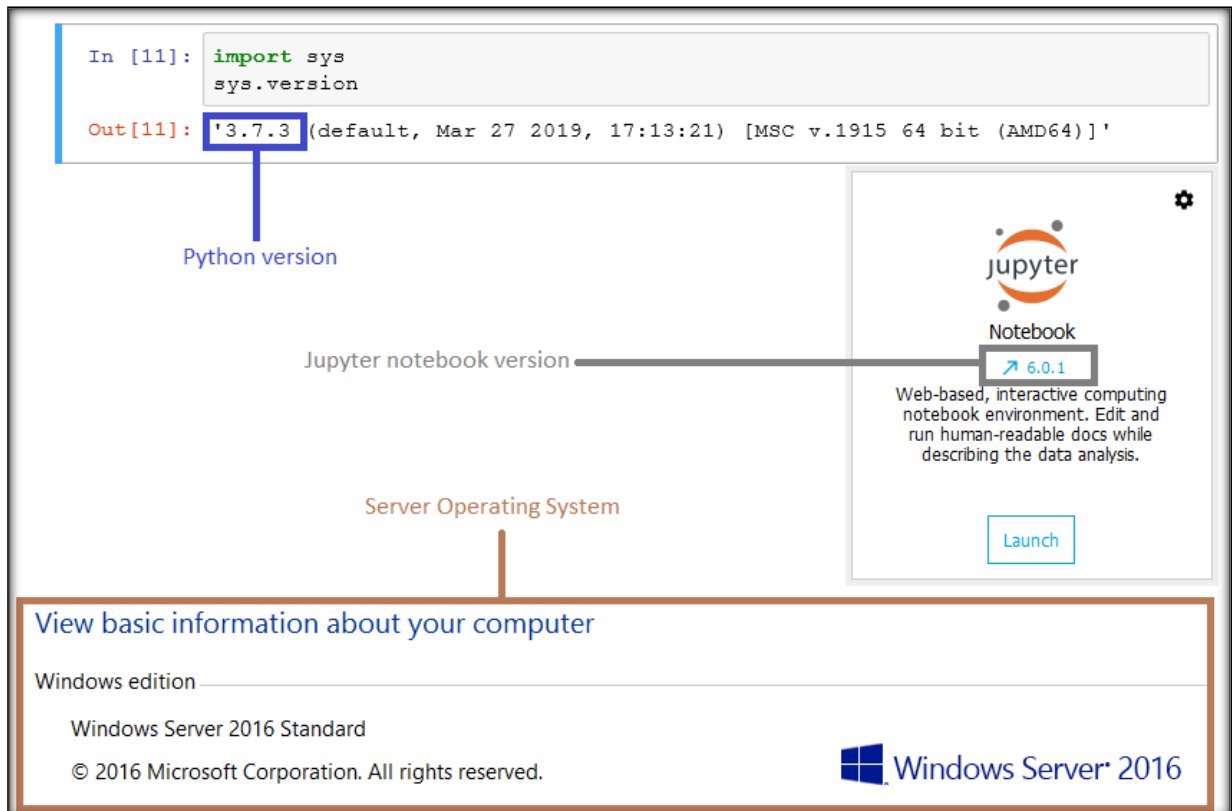 In [11]: import sys
sys.version
Out[11]: '3.7.3 (default, Mar 27 2019, 17:13:21) [MSC v.1915 64 bit (AMD64)]'
Python version
jupyter
Notebook
Jupyter notebook version
6.0.1
Web-based, interactive computing
notebook environment. Edit and
run human-readable docs while
describing the data analysis.
Launch
Server Operating System
View basic information about your computer
Windows edition
Windows Server 2016 Standard
© 2016 Microsoft Corporation. All rights reserved.
Windows Server 2016